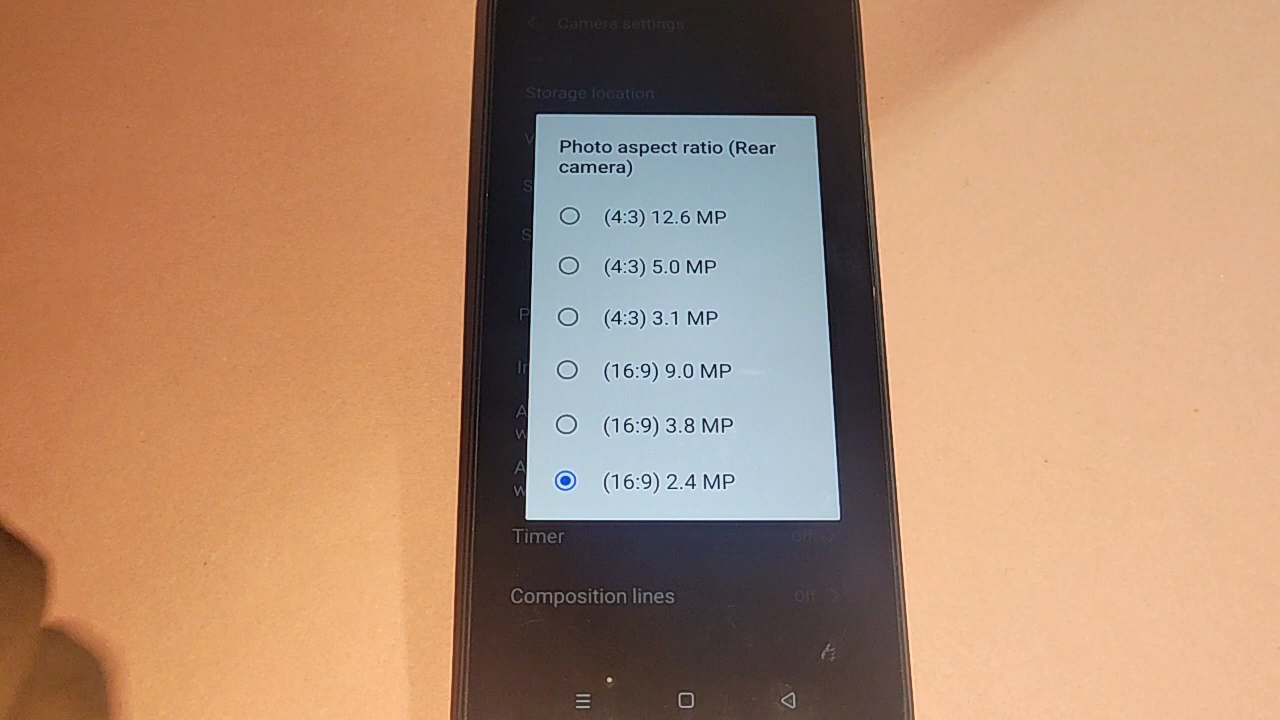 Camera settings
Storage location
Photo aspect ratio (Rear
camera)
(4:3) 12.6 MP
(4:3) 5.0 MP
(4:3) 3.1 MP
(16:9) 9.0 MP
(16:9) 3.8 MP
(16:9) 2.4 MP
Timer Off
Composition lines Off